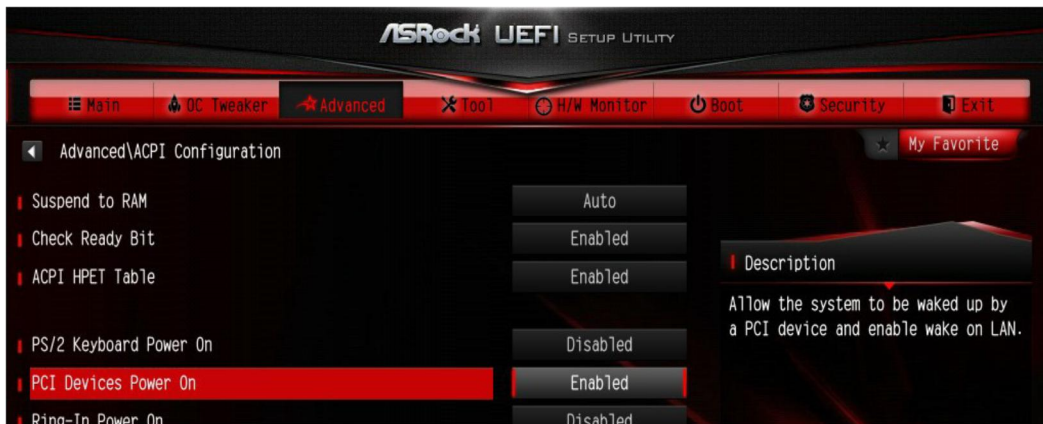 ASRock UEFI SETUP UTILITY
Main OC Tweaker Advanced Tool H/W Monitor Boot Security Exit
Advanced\ACPI Configuration
My Favorite
Suspend to RAM Auto
Check Ready Bit Enabled
ACPI HPET Table Enabled
PS/2 Keyboard Power On Disabled
PCI Devices Power On Enabled
Ring-In Power On Disabled
Description
Allow the system to be waked up by
a PCI device and enable wake on LAN.